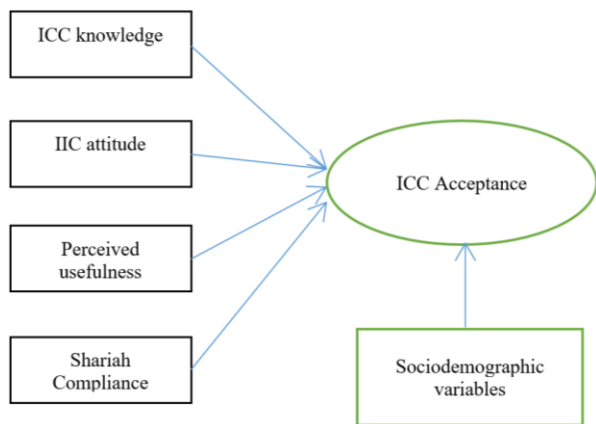 ICC knowledge
IIC attitude
Perceived
usefulness
Shariah
Compliance
ICC Acceptance
Sociodemographic
variables